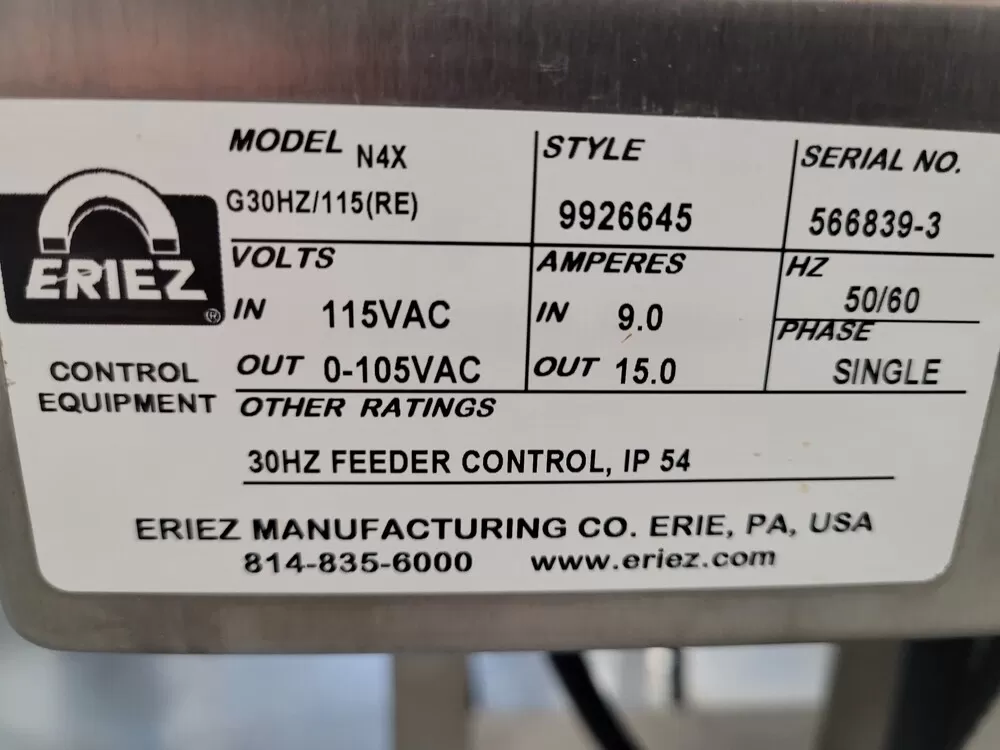 MODEL N4X
G30HZ/115(RE)
STYLE
9926645
SERIAL NO.
566839-3
ERIEZ®
CONTROL
EQUIPMENT
VOLTS
IN 115VAC
OUT 0-105VAC
AMPERES
IN 9.0
OUT 15.0
HZ
50/60
PHASE
SINGLE
OTHER RATINGS
30HZ FEEDER CONTROL, IP 54
ERIEZ MANUFACTURING CO. ERIE, PA, USA
814-835-6000 www.eriez.com